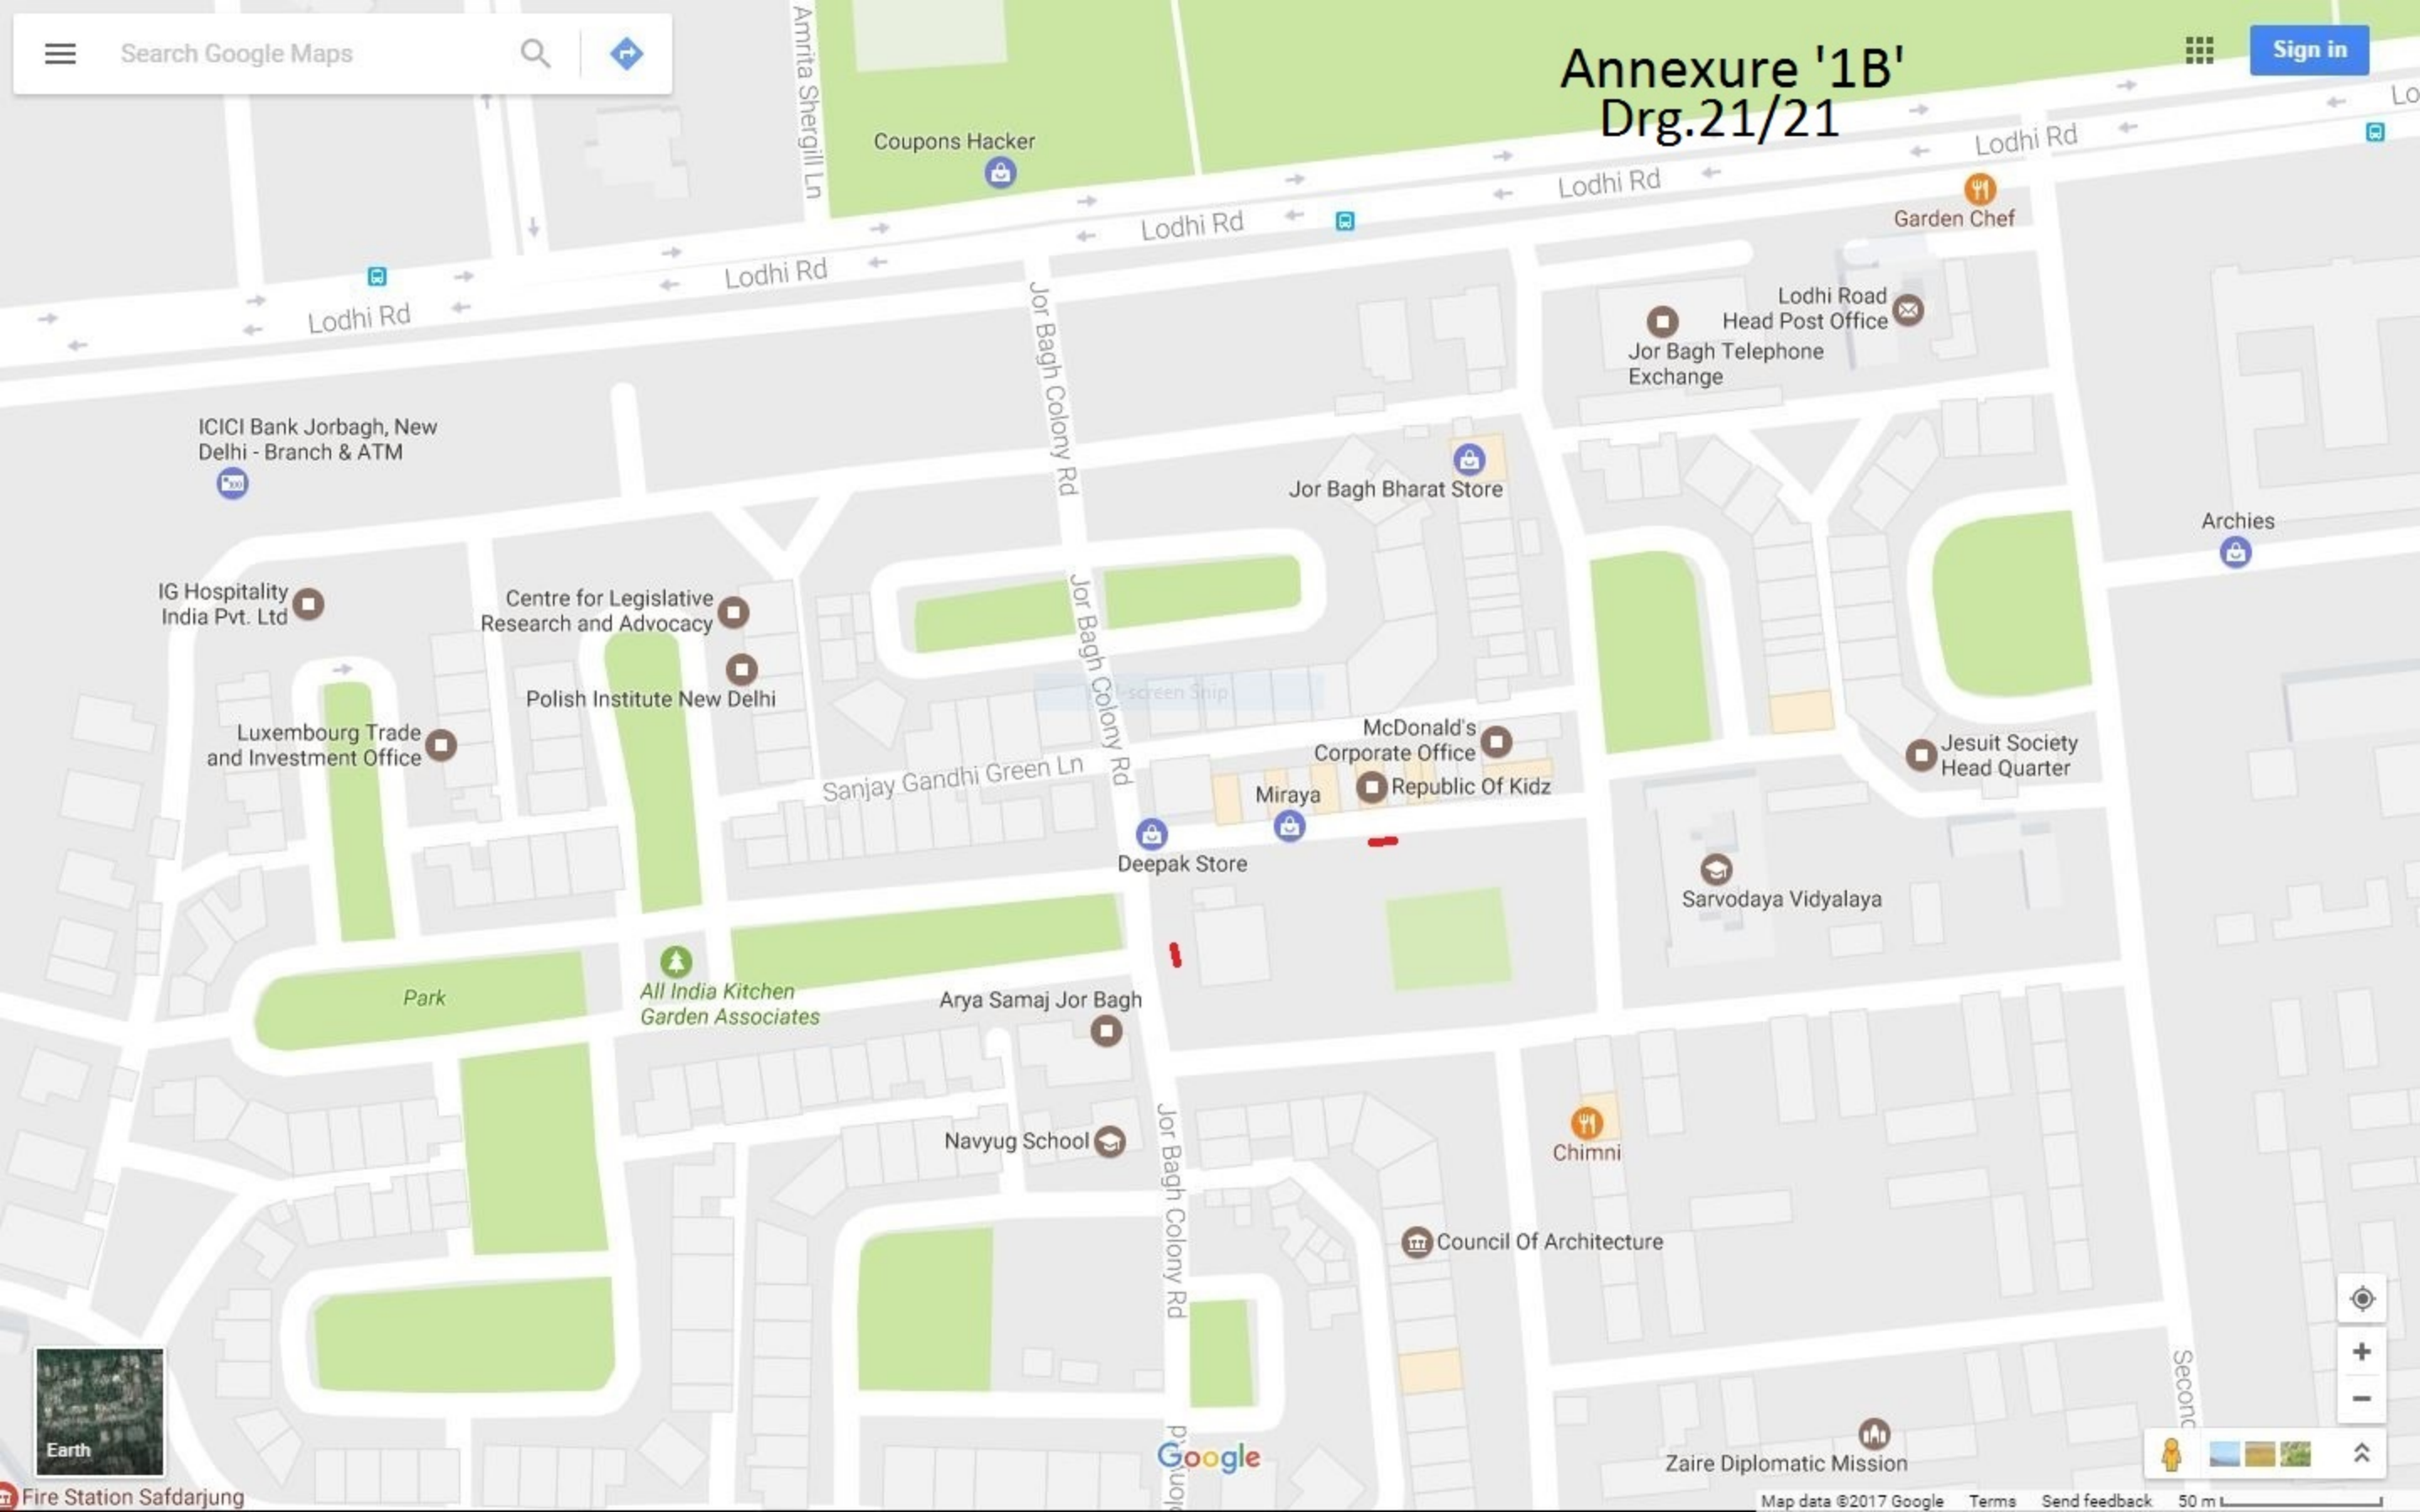 Search Google Maps
Amrita Shergill Ln
Annexure '1B'
Drg.21/21
Sign in
Coupons Hacker
Lodhi Rd
Lodhi Rd
Lodhi Rd
Lodhi Rd
Lodhi Rd
Lo
Garden Chef
Lodhi Road
Head Post Office
Jor Bagh Telephone
Exchange
Jor Bagh Colony Rd
ICICI Bank Jorbagh, New
Delhi - Branch & ATM
Jor Bagh Bharat Store
Archies
IG Hospitality
India Pvt. Ltd
Centre for Legislative
Research and Advocacy
Jor Bagh Colony Rd
Polish Institute New Delhi
-screen Snip
Luxembourg Trade
and Investment Office
McDonald's
Corporate Office
Jesuit Society
Head Quarter
Sanjay Gandhi Green Ln
Miraya
Republic Of Kidz
Deepak Store
Sarvodaya Vidyalaya
Park
All India Kitchen
Garden Associates
Arya Samaj Jor Bagh
Navyug School
Chimni
Jor Bagh Colony Rd
Council Of Architecture
Second
Earth
Google
Zaire Diplomatic Mission
Fire Station Safdarjung
Map data ©2017 Google Terms Send feedback 50 m